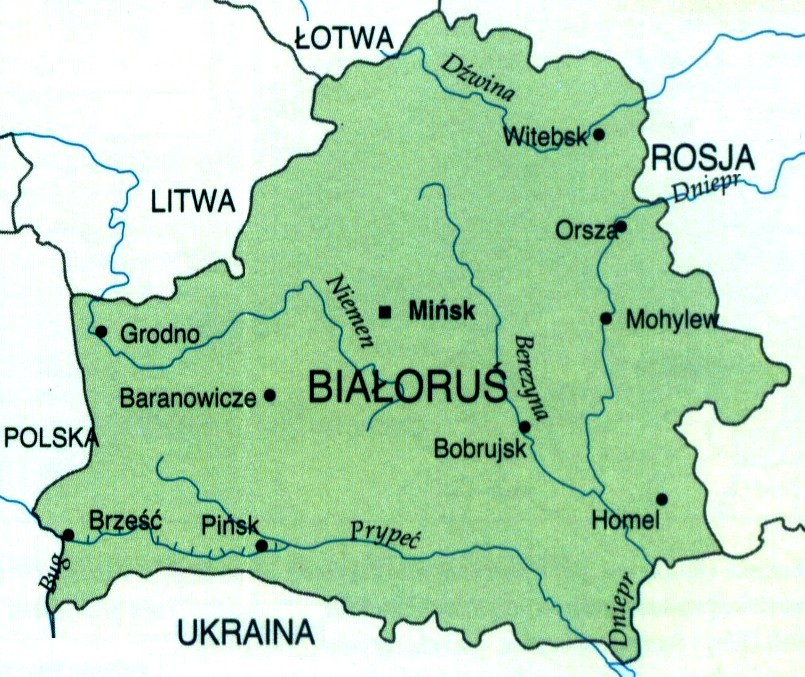 ŁOTWA
Dźwina
Witebsk
ROSJA
Dniepr
LITWA
Orsza
Niemen
Mińsk
Mohylew
Grodno
Berezyna
BIAŁORUŚ
Baranowicze
POLSKA
Bobrujsk
Brześć
Pińsk
Prypeć
Homel
Bug
Dniepr
UKRAINA